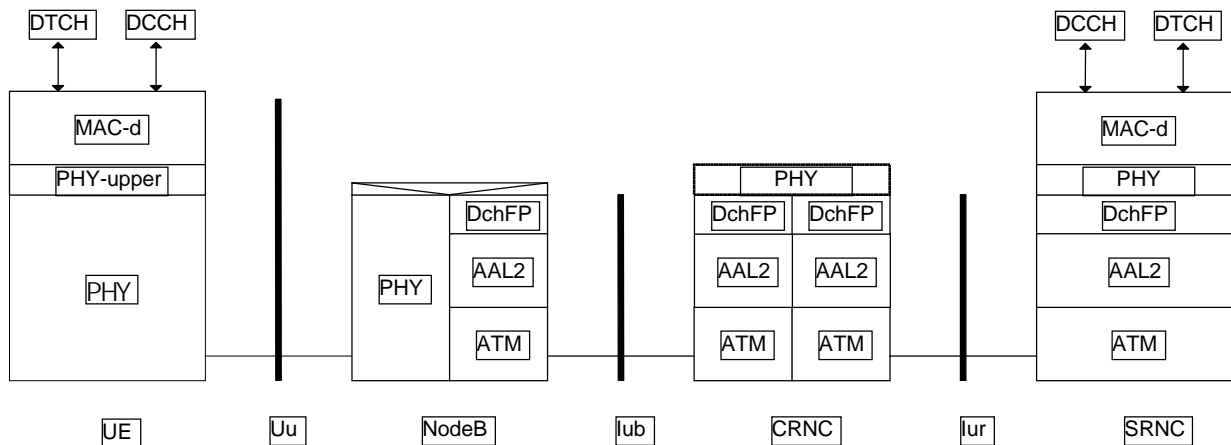 DTCH DCCH DCCH DTCH
MAC-d MAC-d
PHY-upper PHY PHY
DchFP DchFP DchFP DchFP
PHY PHY AAL2 AAL2 AAL2 AAL2
ATM ATM ATM ATM
UE Uu NodeB Iub CRNC Iur SRNC